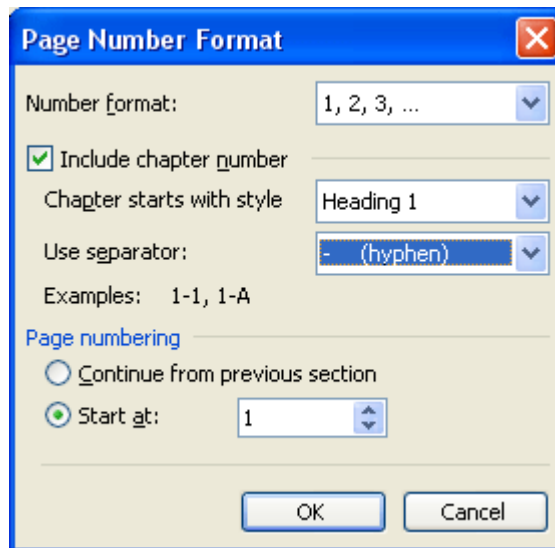 Page Number Format
Number format: 1, 2, 3, ...
Include chapter number
Chapter starts with style Heading 1
Use separator: - (hyphen)
Examples: 1-1, 1-A
Page numbering
Continue from previous section
Start at: 1
OK Cancel